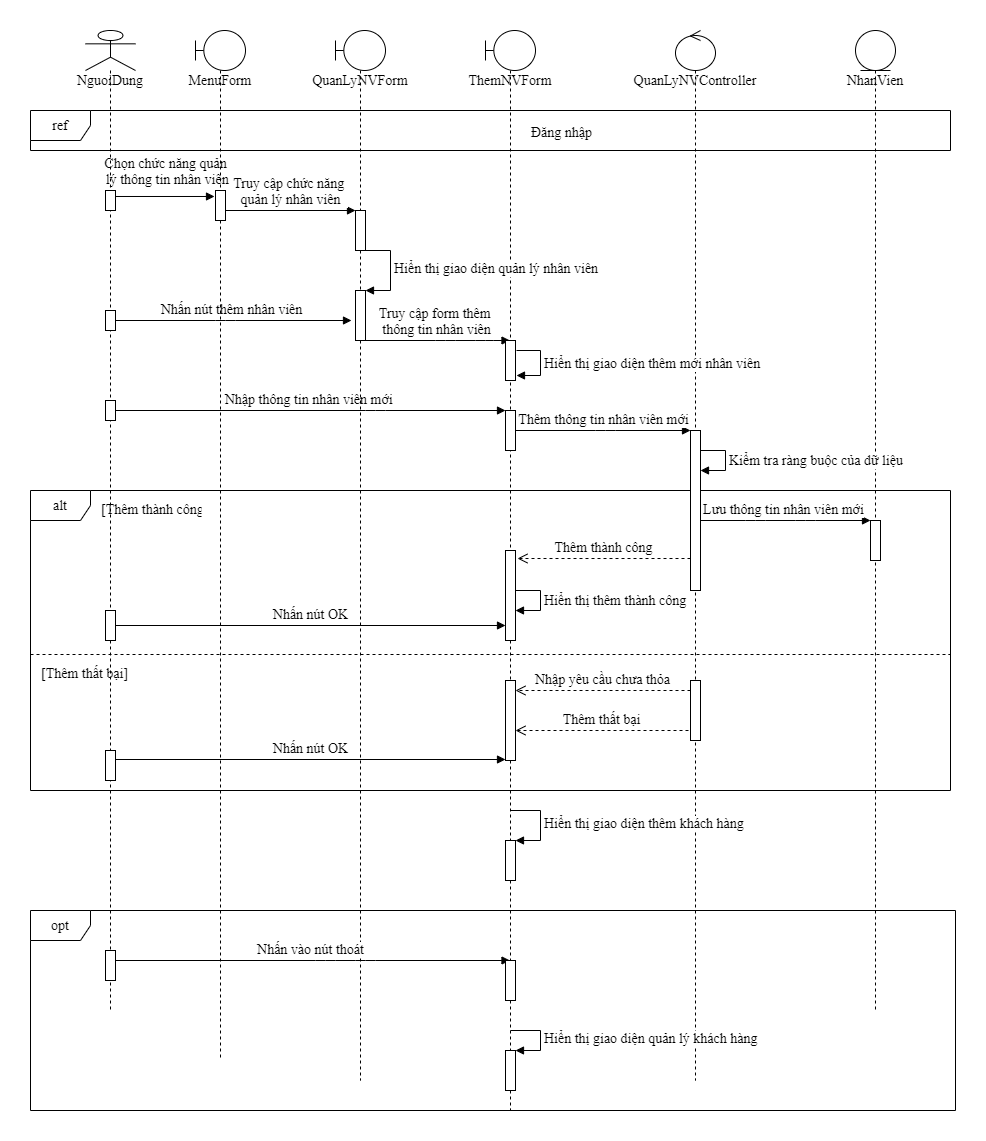 NguoiDung
MenuForm
QuanLyNVForm
ThemNVForm
QuanLyNVController
NhanVien
ref
Đăng nhập
Chọn chức năng quản
lý thông tin nhân viên
Truy cập chức năng
quản lý nhân viên
Hiển thị giao diện quản lý nhân viên
Nhấn nút thêm nhân viên
Truy cập form thêm
thông tin nhân viên
Hiển thị giao diện thêm mới nhân viên
Nhập thông tin nhân viên mới
Thêm thông tin nhân viên mới
Kiểm tra ràng buộc của dữ liệu
alt
[Thêm thành công
Lưu thông tin nhân viên mới
Thêm thành công
Hiển thị thêm thành công
Nhấn nút OK
[Thêm thất bại]
Nhập yêu cầu chưa thỏa
Thêm thất bại
Nhấn nút OK
Hiển thị giao diện thêm khách hàng
opt
Nhấn vào nút thoát
Hiển thị giao diện quản lý khách hàng